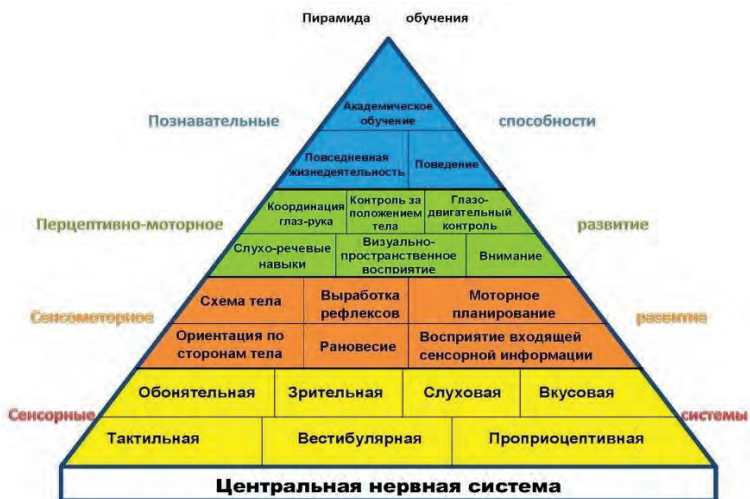 Пирамида обучения
Академическое
обучение
Познавательные способности
Повседневная
жизнедеятельность
Поведение
Координация
глаз-рука
Контроль за
положением
тела
Глазо-
двигательный
контроль
Перцептивно-моторное развитие
Слухо-речевые
навыки
Визуально-
пространственное
восприятие
Внимание
Схема тела
Выработка
рефлексов
Моторное
планирование
Сенсомоторное развитие
Ориентация по
сторонам тела
Рановесие
Восприятие входящей
сенсорной информации
Обонятельная
Зрительная
Слуховая
Вкусовая
Сенсорные системы
Тактильная
Вестибулярная
Проприоцептивная
Центральная нервная система